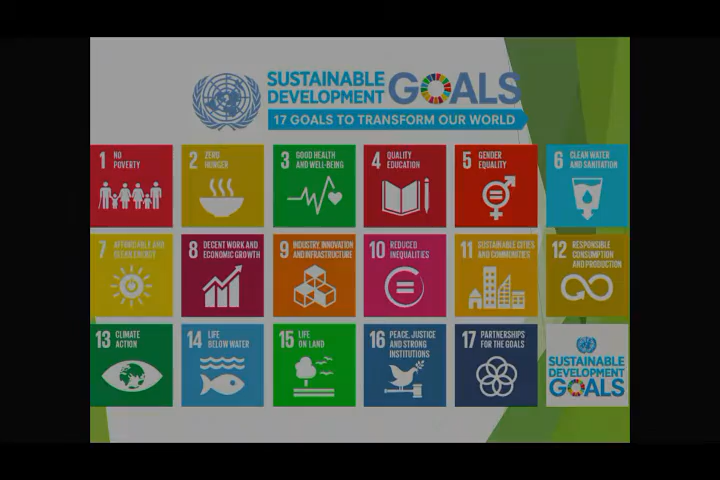 SUSTAINABLE
DEVELOPMENT
GOALS
17 GOALS TO TRANSFORM OUR WORLD
1 NO
POVERTY
2 ZERO
HUNGER
3 GOOD HEALTH
AND WELL-BEING
4 QUALITY
EDUCATION
5 GENDER
EQUALITY
6 CLEAN WATER
AND SANITATION
7 AFFORDABLE AND
CLEAN ENERGY
8 DECENT WORK AND
ECONOMIC GROWTH
9 INDUSTRY, INNOVATION
AND INFRASTRUCTURE
10 REDUCED
INEQUALITIES
11 SUSTAINABLE CITIES
AND COMMUNITIES
12 RESPONSIBLE
CONSUMPTION
AND PRODUCTION
13 CLIMATE
ACTION
14 LIFE
BELOW WATER
15 LIFE
ON LAND
16 PEACE, JUSTICE
AND STRONG
INSTITUTIONS
17 PARTNERSHIPS
FOR THE GOALS
SUSTAINABLE
DEVELOPMENT
GOALS